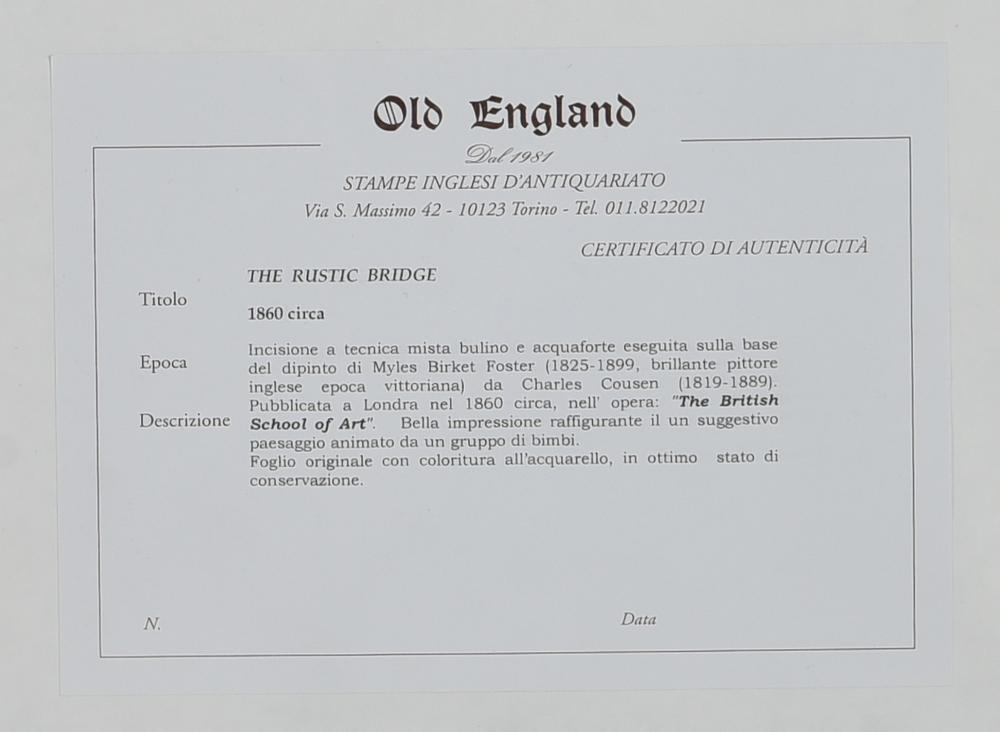 Old England
Dal 1981
STAMPE INGLESI D'ANTIQUARIATO
Via S. Massimo 42 - 10123 Torino - Tel. 011.8122021
CERTIFICATO DI AUTENTICITÀ
THE RUSTIC BRIDGE
Titolo
1860 circa
Epoca
Incisione a tecnica mista bulino e acquaforte eseguita sulla base
del dipinto di Myles Birket Foster (1825-1899, brillante pittore
inglese epoca vittoriana) da Charles Cousen (1819-1889).
Pubblicata a Londra nel 1860 circa, nell' opera: "The British
Descrizione
School of Art". Bella impressione raffigurante il un suggestivo
paesaggio animato da un gruppo di bimbi.
Foglio originale con coloritura all'acquarello, in ottimo stato di
conservazione.
N.
Data